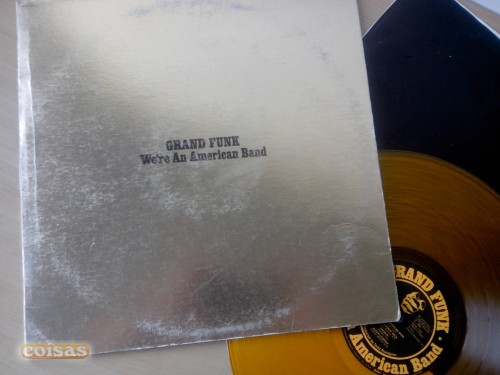 GRAND FUNK
We're An American Band
GRAND FUNK
American Band
coisas